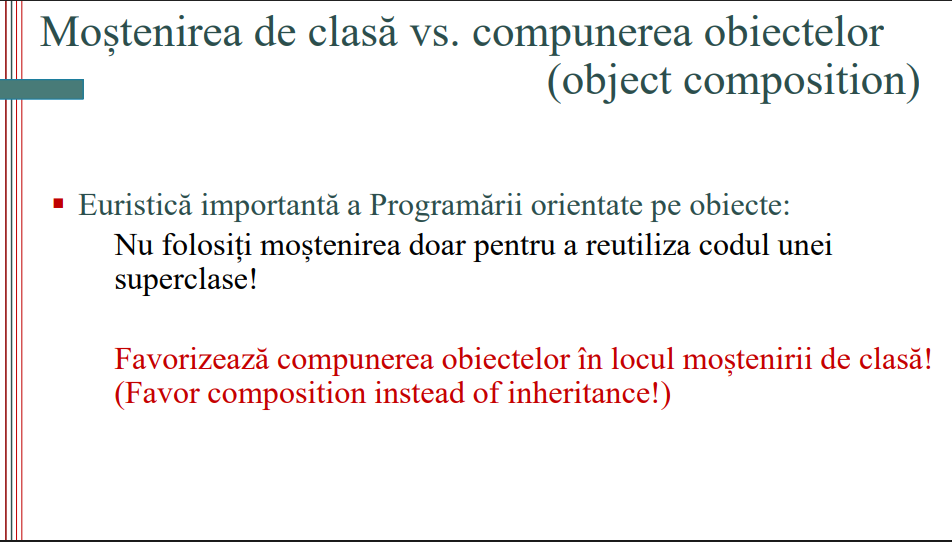 Moștenirea de clasă vs. compunerea obiectelor
(object composition)
Euristică importantă a Programării orientate pe obiecte:
Nu folosiți moștenirea doar pentru a reutiliza codul unei
superclase!
Favorizează compunerea obiectelor în locul moștenirii de clasă!
(Favor composition instead of inheritance!)